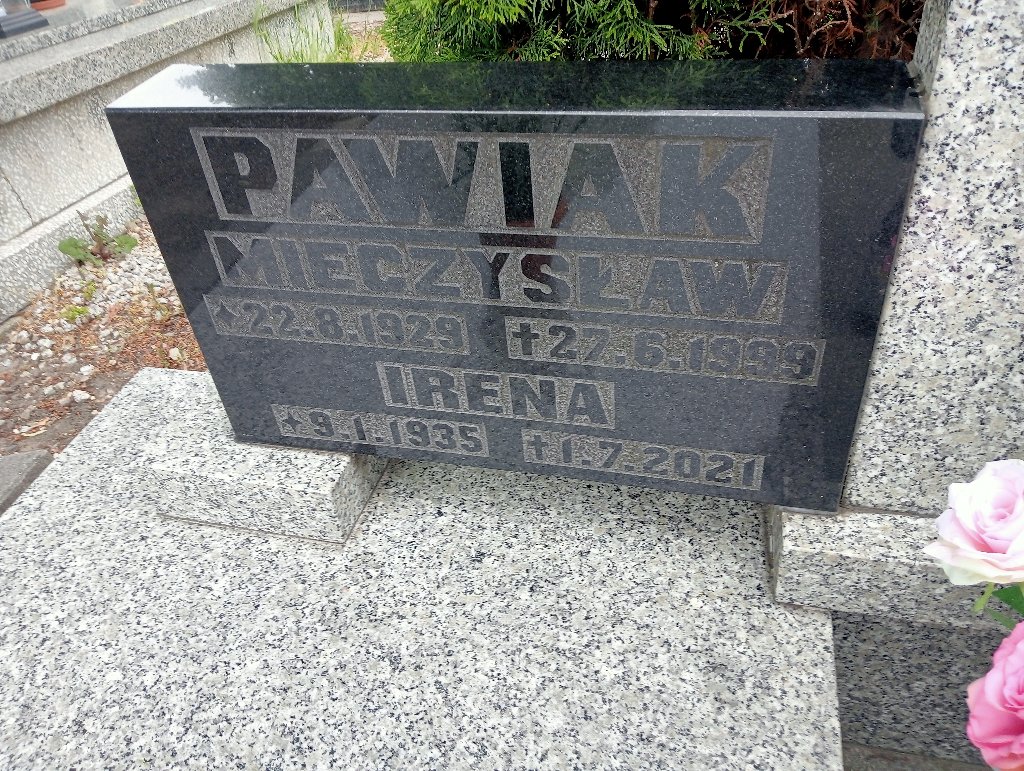 PAWIAK
MIECZYSŁAW
★22.8.1929 ✝27.6.1999
IRENA
★9.1.1935 ✝1.7.2021